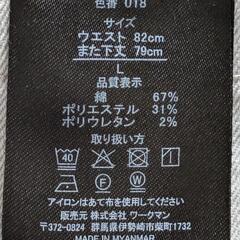 色番 018
サイズ
ウエスト 82cm
また下丈 79cm
L
品質表示
綿 67%
ポリエステル 31%
ポリウレタン 2%
取り扱い方
40
アイロンはあて布を使用してください
販売元 株式会社 ワークマン
〒372-0824 群馬県伊勢崎市柴町1732
MADE IN MYANMAR